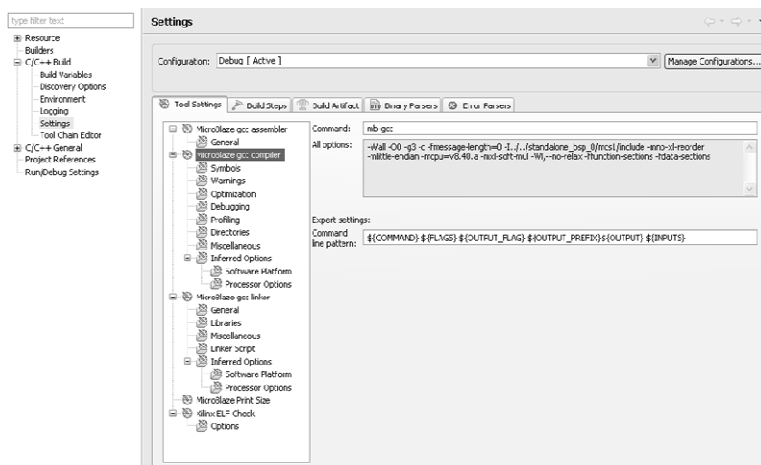 type filter text
Resource
Builders
C/C++ Build
Build Variables
Discovery Options
Environment
Logging
Settings
Tool Chain Editor
C/C++ General
Project References
Run/Debug Settings
Settings
Configuration: Debug [ Active ] Manage Configurations...
Tool Settings Build Steps Build Artifact Binary Parsers Error Parsers
MicroBlaze gcc assembler
General
MicroBlaze gcc compiler
Symbols
Warnings
Optimization
Debugging
Profiling
Directories
Miscellaneous
Inferred Options
Software Platform
Processor Options
MicroBlaze gcc linker
General
Libraries
Miscellaneous
Linker Script
Inferred Options
Software Platform
Processor Options
MicroBlaze Print Size
Xilinx ELF Check
Options
Command: mb-gcc
All options: -Wall -O0 -g3 -c -fmessage-length=0 -I../../standalone_bsp_0/mcs1/include -mno-xl-reorder
-mlittle-endian -mcpu=v8.40.a -mxl-soft-mul -Wl,--no-relax -ffunction-sections -fdata-sections
Expert settings:
Command
line pattern: ${COMMAND} ${FLAGS} ${OUTPUT_FLAG} ${OUTPUT_PREFIX}${OUTPUT} ${INPUTS}